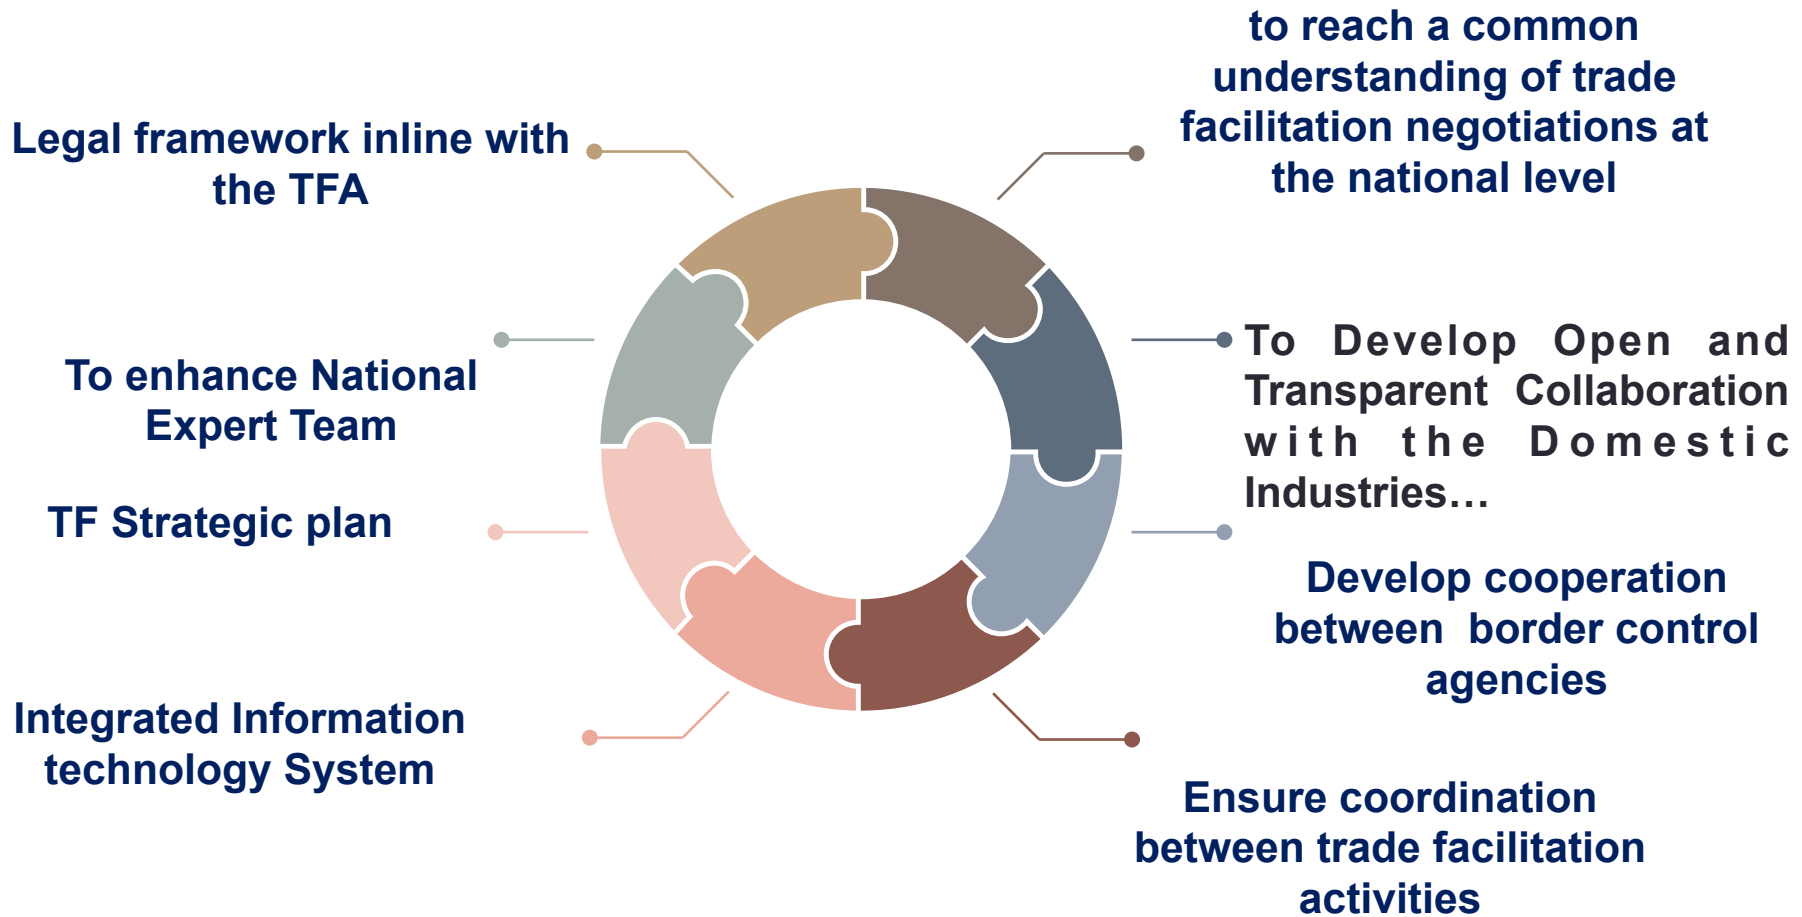 to reach a common
understanding of trade
facilitation negotiations at
the national level
Legal framework inline with
the TFA
To Develop Open and
Transparent Collaboration
with the Domestic
Industries…
To enhance National
Expert Team
TF Strategic plan
Develop cooperation
between  border control
agencies
Integrated Information
technology System
Ensure coordination
between trade facilitation
activities